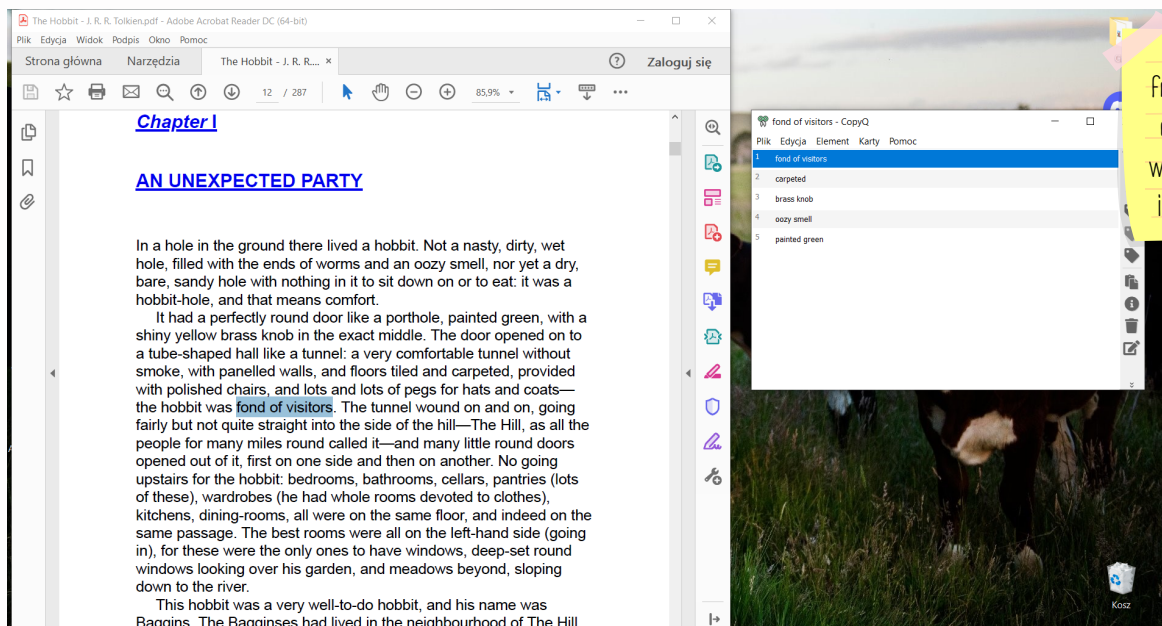 The Hobbit - J. R. R. Tolkien.pdf - Adobe Acrobat Reader DC (64-bit)
Plik Edycja Widok Podpis Okno Pomoc
Strona główna Narzędzia The Hobbit - J. R. R.... ×
Zaloguj się
12 / 287
85,9%
Chapter I
AN UNEXPECTED PARTY
In a hole in the ground there lived a hobbit. Not a nasty, dirty, wet
hole, filled with the ends of worms and an oozy smell, nor yet a dry,
bare, sandy hole with nothing in it to sit down on or to eat: it was a
hobbit-hole, and that means comfort.
It had a perfectly round door like a porthole, painted green, with a
shiny yellow brass knob in the exact middle. The door opened on to
a tube-shaped hall like a tunnel: a very comfortable tunnel without
smoke, with panelled walls, and floors tiled and carpeted, provided
with polished chairs, and lots and lots of pegs for hats and coats—
the hobbit was fond of visitors. The tunnel wound on and on, going
fairly but not quite straight into the side of the hill—The Hill, as all the
people for many miles round called it—and many little round doors
opened out of it, first on one side and then on another. No going
upstairs for the hobbit: bedrooms, bathrooms, cellars, pantries (lots
of these), wardrobes (he had whole rooms devoted to clothes),
kitchens, dining-rooms, all were on the same floor, and indeed on the
same passage. The best rooms were all on the left-hand side (going
in), for these were the only ones to have windows, deep-set round
windows looking over his garden, and meadows beyond, sloping
down to the river.
This hobbit was a very well-to-do hobbit, and his name was
Baggins. The Bagginses had lived in the neighbourhood of The Hill
fond of visitors - CopyQ
Plik Edycja Element Karty Pomoc
1 fond of visitors
2 carpeted
3 brass knob
4 oozy smell
5 painted green
Kosz